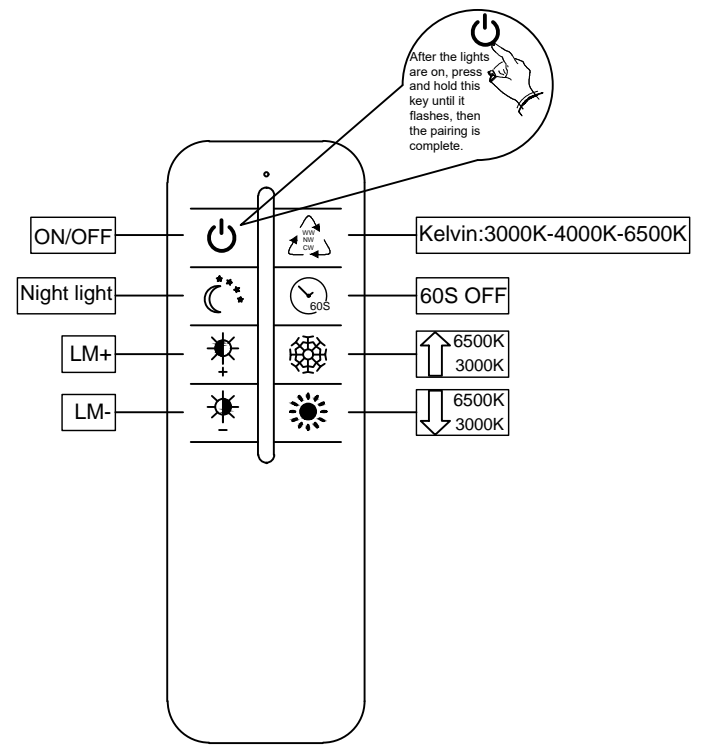 After the lights
are on, press
and hold this
key until it
flashes, then
the pairing is
complete.
ON/OFF
WW
NW
CW
Kelvin:3000K-4000K-6500K
Night light
60S
60S OFF
LM+
+
6500K
3000K
LM-
-
6500K
3000K